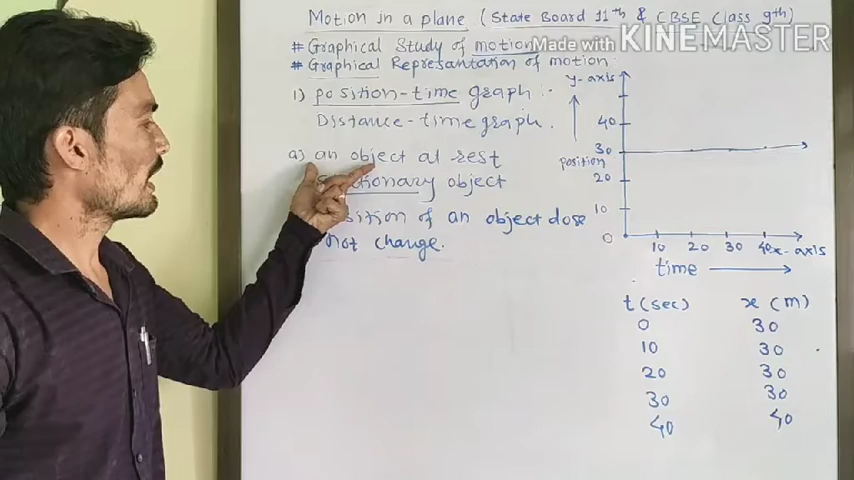 Motion in a plane (State Board 11th & CBSE Class 9th)
# Graphical Study of motion
Made with KINEMASTER
# Graphical Representation of motion:
1) position-time graph :-
Distance-time graph.
a) an object at rest
object
of an object dose
not change.
y-axis
40
30
position
20
10
0
10 20 30 40 x-axis
time
t (sec) x (m)
0 30
10 30
20 30
30 30
40 40